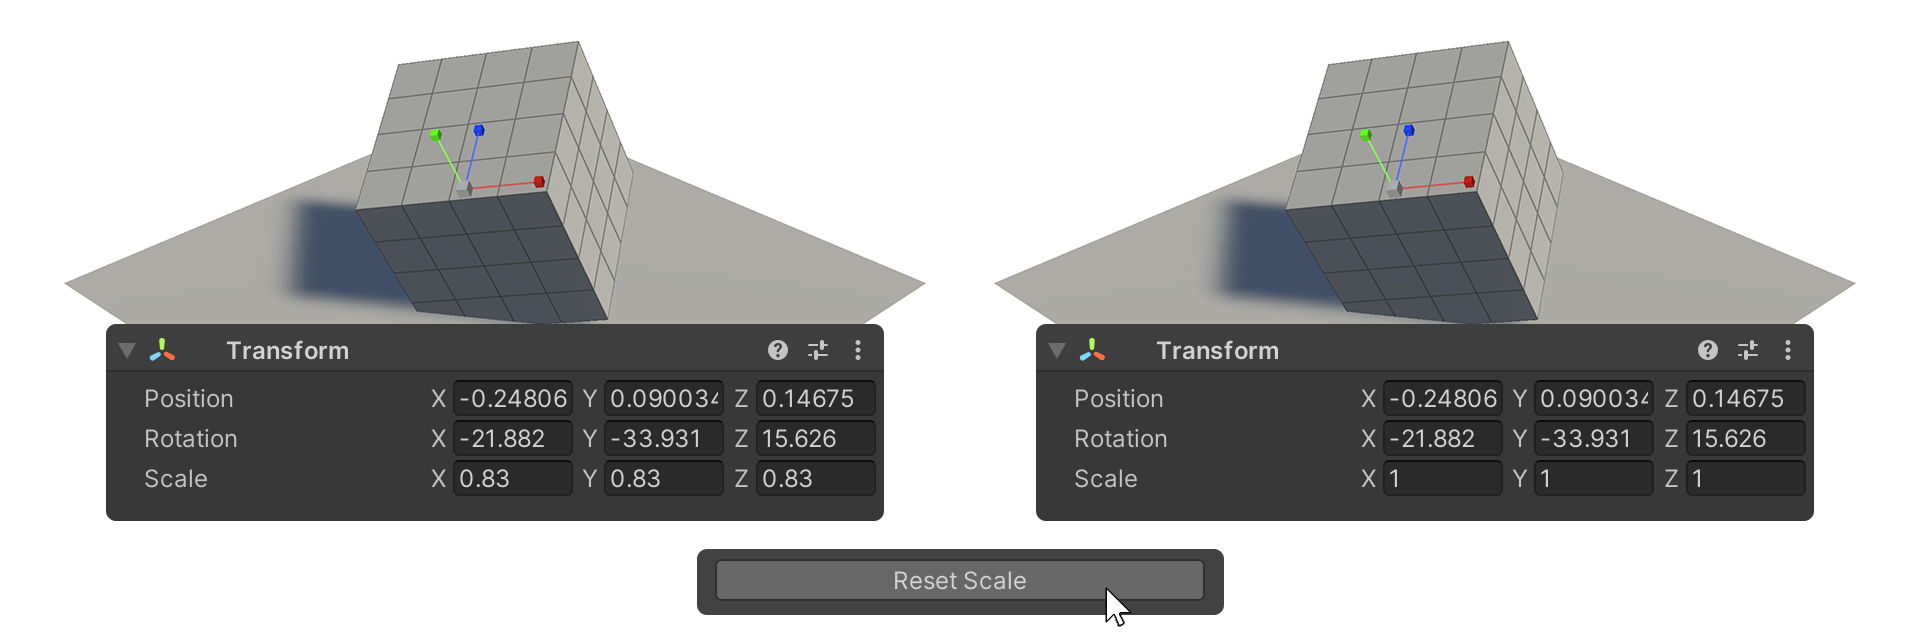 Transform
Position X -0.24806 Y 0.090034 Z 0.14675
Rotation X -21.882 Y -33.931 Z 15.626
Scale X 0.83 Y 0.83 Z 0.83
Transform
Position X -0.24806 Y 0.090034 Z 0.14675
Rotation X -21.882 Y -33.931 Z 15.626
Scale X 1 Y 1 Z 1
Reset Scale